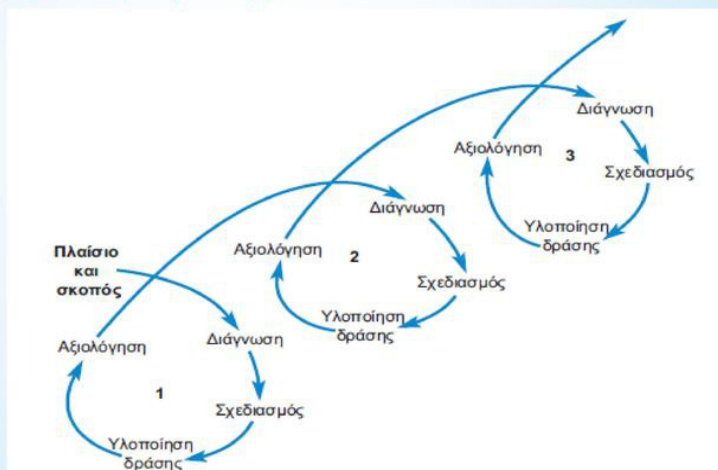 Διάγνωση
Αξιολόγηση
3
Σχεδιασμός
Υλοποίηση
δράσης
Διάγνωση
Αξιολόγηση
2
Σχεδιασμός
Υλοποίηση
δράσης
Πλαίσιο
και
σκοπός
Διάγνωση
Αξιολόγηση
1
Σχεδιασμός
Υλοποίηση
δράσης